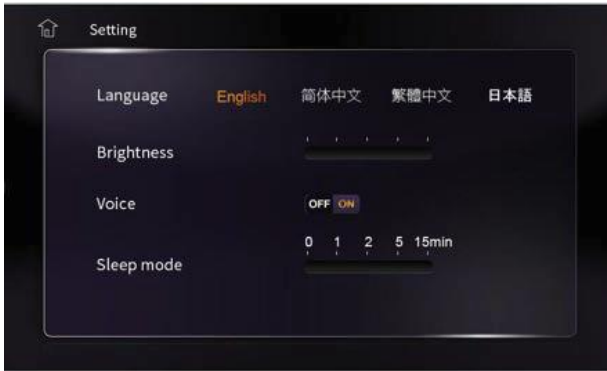 Setting
Language English 简体中文 繁體中文 日本語
Brightness
Voice OFF ON
0 1 2 5 15min
Sleep mode